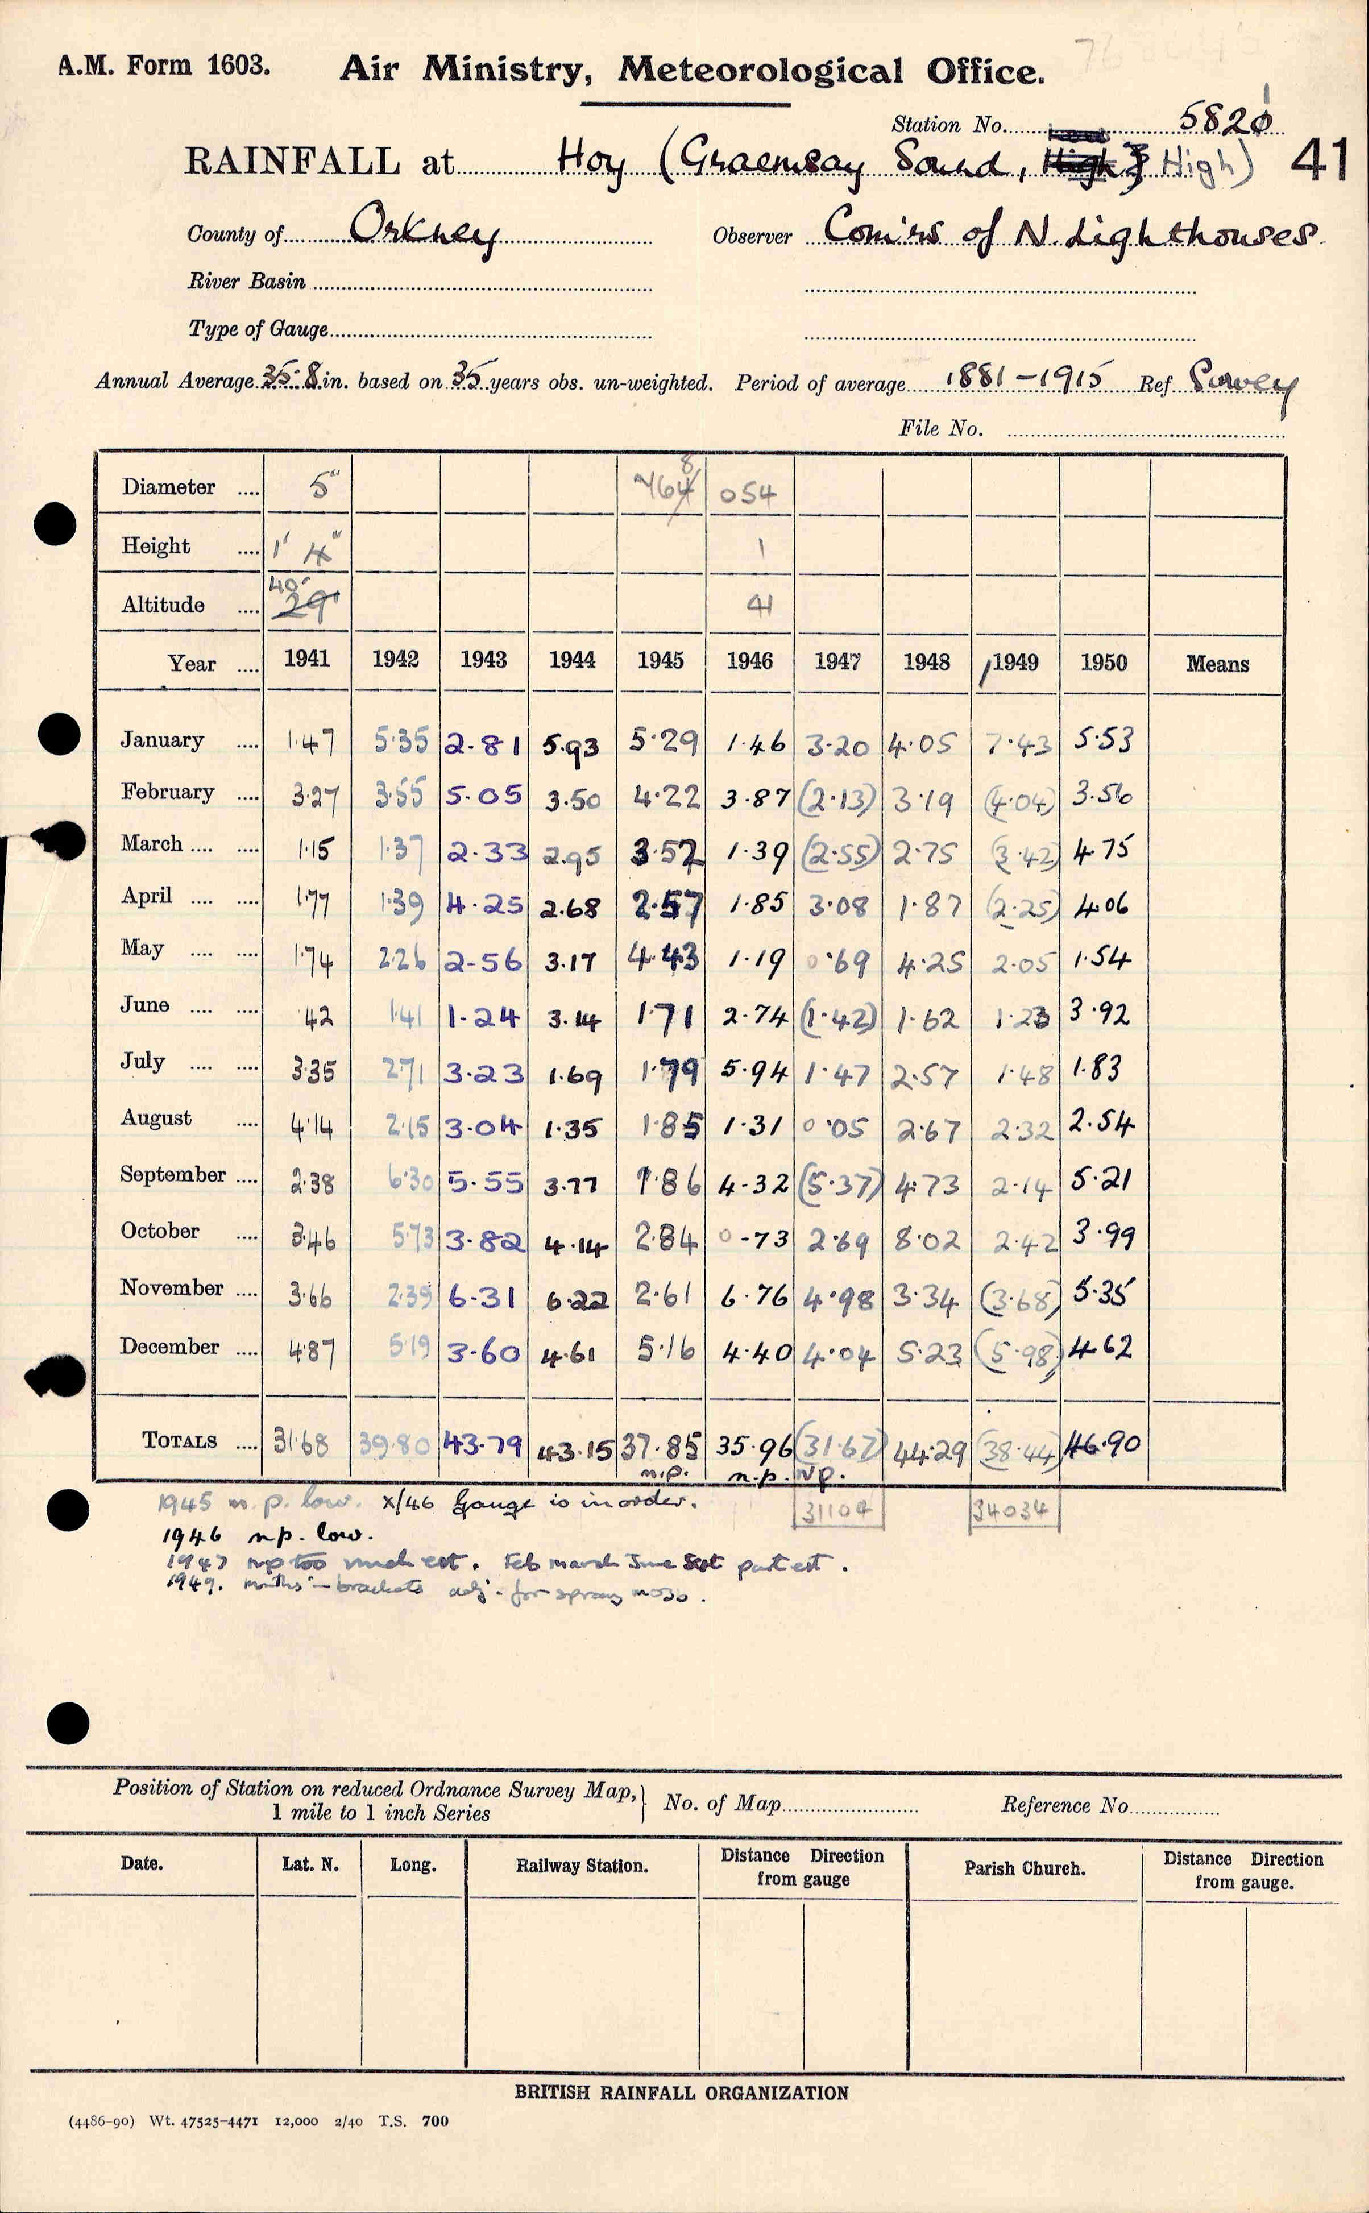 A.M. Form 1603. Air Ministry, Meteorological Office.
Station No. 5820 1
RAINFALL at Hoy (Graemsay Sound, High) 41
County of Orkney Observer Com'rs of N. Lighthouses
River Basin
Type of Gauge
Annual Average 35.8 in. based on 35 years obs. un-weighted. Period of average 1881-1915 Ref
File No.
Diameter .... 5" 8 054
Height .... 1' 4" 1
Altitude .... 40' 29' 41
Year .... 1941 1942 1943 1944 1945 1946 1947 1948 1949 1950 Means
January .... 1.47 5.35 2.81 5.93 5.29 1.46 3.20 4.05 7.43 5.53
February .... 3.27 3.55 5.05 3.50 4.22 3.87 (2.13) 3.19 (4.04) 3.56
March .... .... 1.15 1.37 2.33 2.95 3.52 1.39 (2.55) 2.75 (3.42) 4.75
April .... .... 1.77 1.39 4.25 2.68 2.57 1.85 3.08 1.87 (2.25) 4.06
May .... .... 1.74 2.26 2.56 3.17 4.43 1.19 0.69 4.25 2.05 1.54
June .... .... .42 1.41 1.24 3.14 1.71 2.74 (1.42) 1.62 1.23 3.92
July .... .... 3.35 2.71 3.23 1.69 1.79 5.94 1.47 2.57 1.48 1.83
August .... 4.14 2.15 3.04 1.35 1.85 1.31 0.05 2.67 2.32 2.54
September .... 2.38 6.30 5.55 3.77 1.86 4.32 (5.37) 4.73 2.14 5.21
October .... 3.46 5.73 3.82 4.14 2.84 0.73 2.69 8.02 2.42 3.99
November .... 3.66 2.39 6.31 6.22 2.61 6.76 4.98 3.34 (3.68) 5.35
December .... 4.87 5.19 3.60 4.61 5.16 4.40 4.04 5.23 (5.98) 4.62
TOTALS .... 31.68 39.80 43.79 43.15 37.85 35.96 (31.67) 44.29 (38.44) 46.90
n.p. n.p. N.p.
1945 n.p. low. X/46 Gauge is in order. 31104 34034
1946 n.p. low.
1947 np too much est. Feb March June Sept part est.
1949. months in brackets adj. for spray
Position of Station on reduced Ordnance Survey Map, } No. of Map Reference No.
1 mile to 1 inch Series
Date. Lat. N. Long. Railway Station. Distance Direction from gauge Parish Church. Distance Direction from gauge.
BRITISH RAINFALL ORGANIZATION
(4486-90) Wt. 47525-4471 12,000 2/40 T.S. 700